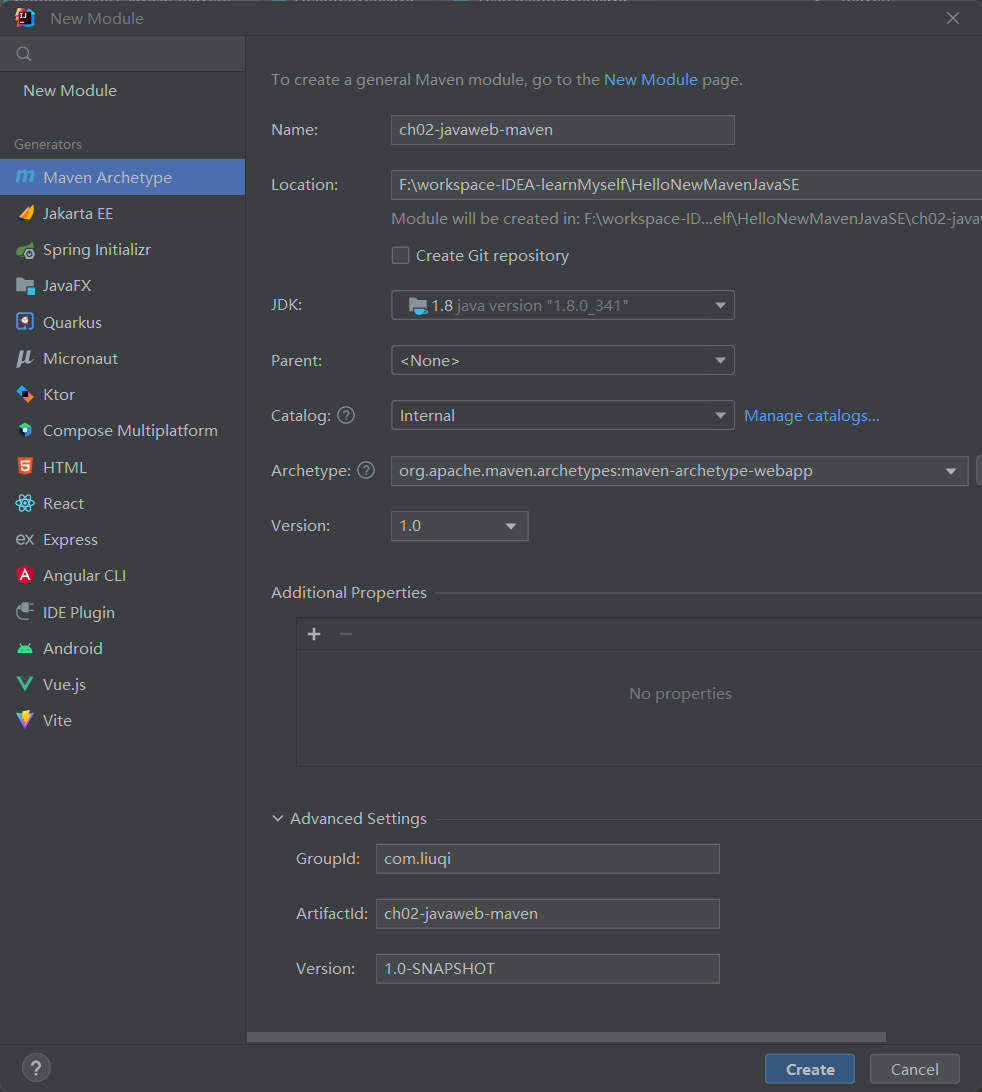 New Module
New Module
Generators
Maven Archetype
Jakarta EE
Spring Initializr
JavaFX
Quarkus
Micronaut
Ktor
Compose Multiplatform
HTML
React
Express
Angular CLI
IDE Plugin
Android
Vue.js
Vite
To create a general Maven module, go to the New Module page.
Name: ch02-javaweb-maven
Location: F:\workspace-IDEA-learnMyself\HelloNewMavenJavaSE
Module will be created in: F:\workspace-ID...elf\HelloNewMavenJavaSE\ch02-java
Create Git repository
JDK: 1.8 java version "1.8.0_341"
Parent: <None>
Catalog: ? Internal Manage catalogs...
Archetype: ? org.apache.maven.archetypes:maven-archetype-webapp
Version: 1.0
Additional Properties
No properties
Advanced Settings
GroupId: com.liuqi
ArtifactId: ch02-javaweb-maven
Version: 1.0-SNAPSHOT
? Create Cancel